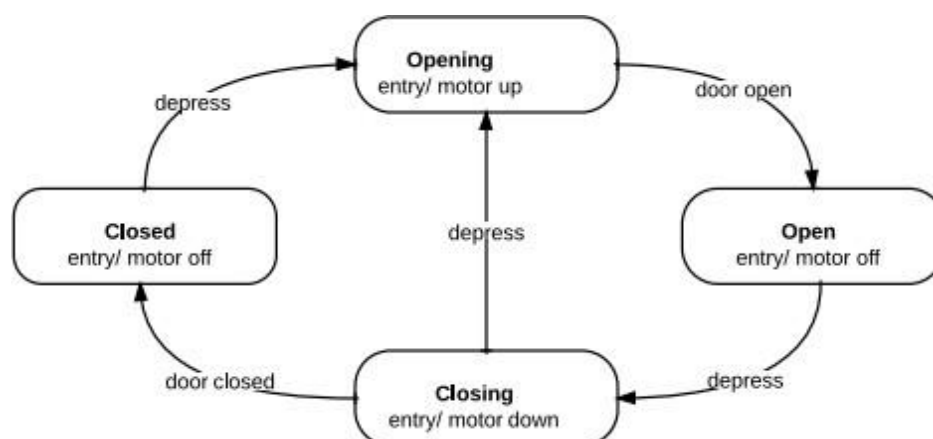 Opening
entry/ motor up
depress
door open
Closed
entry/ motor off
depress
Open
entry/ motor off
door closed
depress
Closing
entry/ motor down